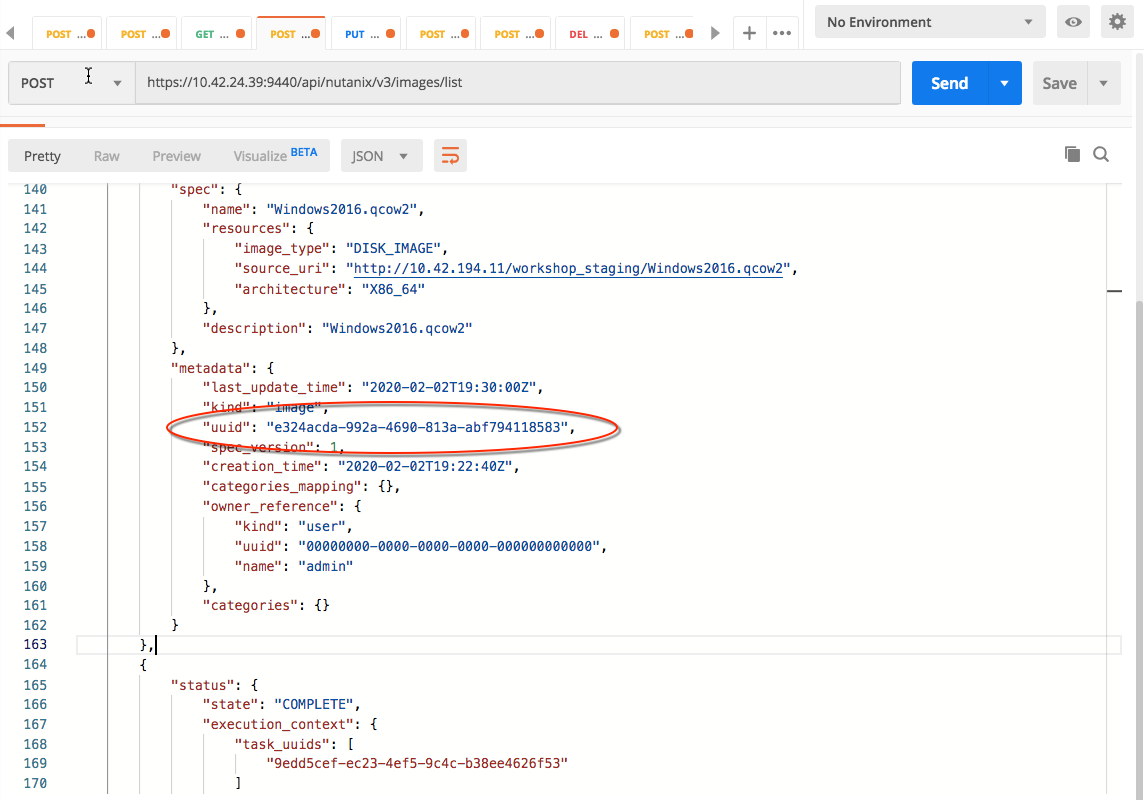 POST ... POST ... GET ... POST ... PUT ... POST ... POST ... DEL ... POST ... No Environment
POST https://10.42.24.39:9440/api/nutanix/v3/images/list Send Save
Pretty Raw Preview Visualize BETA JSON
140 "spec": {
141 "name": "Windows2016.qcow2",
142 "resources": {
143 "image_type": "DISK_IMAGE",
144 "source_uri": "http://10.42.194.11/workshop_staging/Windows2016.qcow2",
145 "architecture": "X86_64"
146 },
147 "description": "Windows2016.qcow2"
148 },
149 "metadata": {
150 "last_update_time": "2020-02-02T19:30:00Z",
151 "kind": "image",
152 "uuid": "e324acda-992a-4690-813a-abf794118583",
153 "spec_version": 1,
154 "creation_time": "2020-02-02T19:22:40Z",
155 "categories_mapping": {},
156 "owner_reference": {
157 "kind": "user",
158 "uuid": "00000000-0000-0000-0000-000000000000",
159 "name": "admin"
160 },
161 "categories": {}
162 }
163 },
164 {
165 "status": {
166 "state": "COMPLETE",
167 "execution_context": {
168 "task_uuids": [
169 "9edd5cef-ec23-4ef5-9c4c-b38ee4626f53"
170 ]